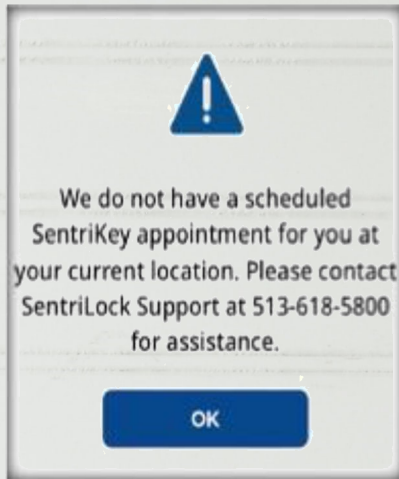 We do not have a scheduled
SentriKey appointment for you at
your current location. Please contact
SentriLock Support at 513-618-5800
for assistance.
OK